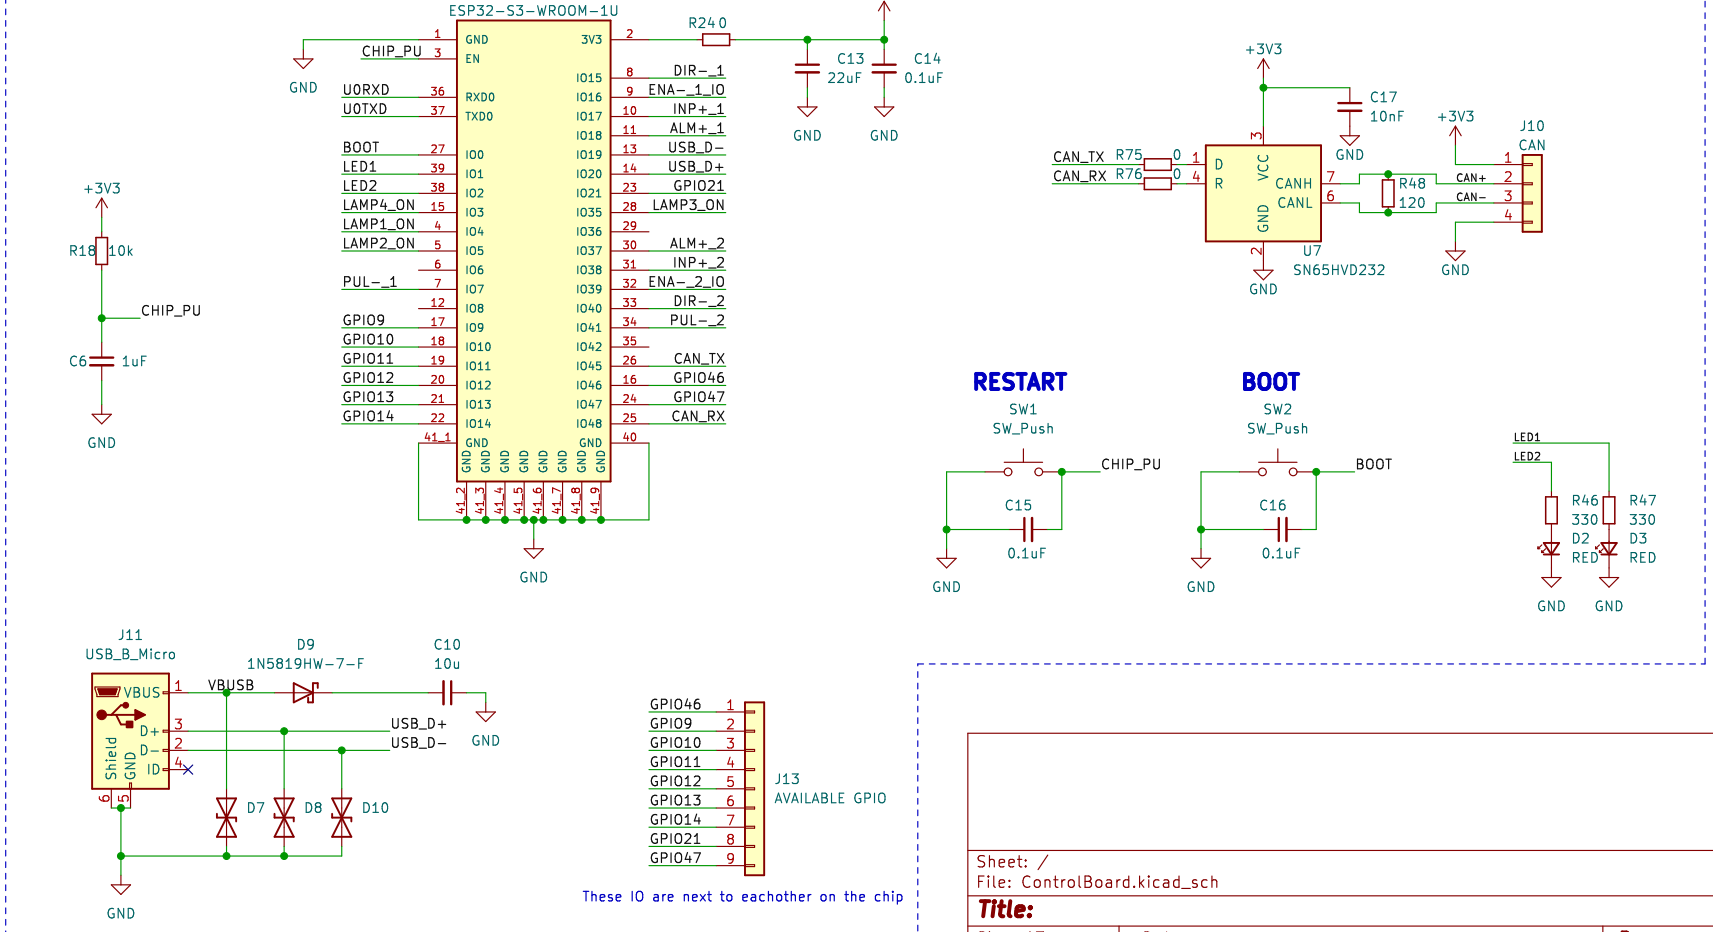 ESP32-S3-WROOM-1U
1 GND
CHIP_PU 3 EN
GND
U0RXD 36 RXD0
U0TXD 37 TXD0
BOOT 27 IO0
LED1 39 IO1
LED2 38 IO2
LAMP4_ON 15 IO3
LAMP1_ON 4 IO4
LAMP2_ON 5 IO5
6 IO6
PUL-_1 7 IO7
12 IO8
GPIO9 17 IO9
GPIO10 18 IO10
GPIO11 19 IO11
GPIO12 20 IO12
GPIO13 21 IO13
GPIO14 22 IO14
41_1 GND
3V3 2
IO15 8 DIR-_1
IO16 9 ENA-_1_IO
IO17 10 INP+_1
IO18 11 ALM+_1
IO19 13 USB_D-
IO20 14 USB_D+
IO21 23 GPIO21
IO35 28 LAMP3_ON
IO36 29
IO37 30 ALM+_2
IO38 31 INP+_2
IO39 32 ENA-_2_IO
IO40 33 DIR-_2
IO41 34 PUL-_2
IO42 35
IO45 26 CAN_TX
IO46 16 GPIO46
IO47 24 GPIO47
IO48 25 CAN_RX
GND 40
GND GND GND GND GND GND GND GND
41_2 41_3 41_4 41_5 41_6 41_7 41_8 41_9
GND
R24 0
C13
22uF
GND
C14
0.1uF
GND
+3V3
R18 10k
CHIP_PU
C6 1uF
GND
+3V3
C17
10nF
GND
CAN_TX R75 0 1 D
CAN_RX R76 0 4 R
3
VCC
GND
2
CANH 7
CANL 6
U7
SN65HVD232
GND
R48
120
+3V3
CAN+
CAN-
GND
J10
CAN
1
2
3
4
RESTART
SW1
SW_Push
CHIP_PU
C15
0.1uF
GND
BOOT
SW2
SW_Push
BOOT
C16
0.1uF
GND
LED1
LED2
R46
330
D2
RED
GND
R47
330
D3
RED
GND
J11
USB_B_Micro
VBUS 1
D+ 3
D- 2
ID 4
Shield
GND
6 5
VBUSB
D9
1N5819HW-7-F
C10
10u
GND
USB_D+
USB_D-
D7
D8
D10
GND
GPIO46 1
GPIO9 2
GPIO10 3
GPIO11 4
GPIO12 5
GPIO13 6
GPIO14 7
GPIO21 8
GPIO47 9
J13
AVAILABLE GPIO
These IO are next to eachother on the chip
Sheet: /
File: ControlBoard.kicad_sch
Title: